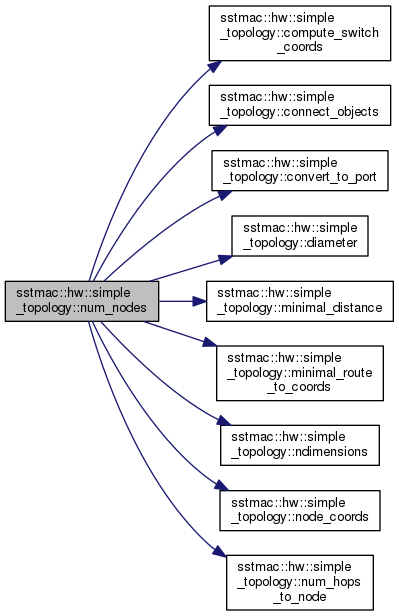 sstmac::hw::simple
_topology::compute_switch
_coords
sstmac::hw::simple
_topology::connect_objects
sstmac::hw::simple
_topology::convert_to_port
sstmac::hw::simple
_topology::diameter
sstmac::hw::simple
_topology::num_nodes
sstmac::hw::simple
_topology::minimal_distance
sstmac::hw::simple
_topology::minimal_route
_to_coords
sstmac::hw::simple
_topology::ndimensions
sstmac::hw::simple
_topology::node_coords
sstmac::hw::simple
_topology::num_hops
_to_node